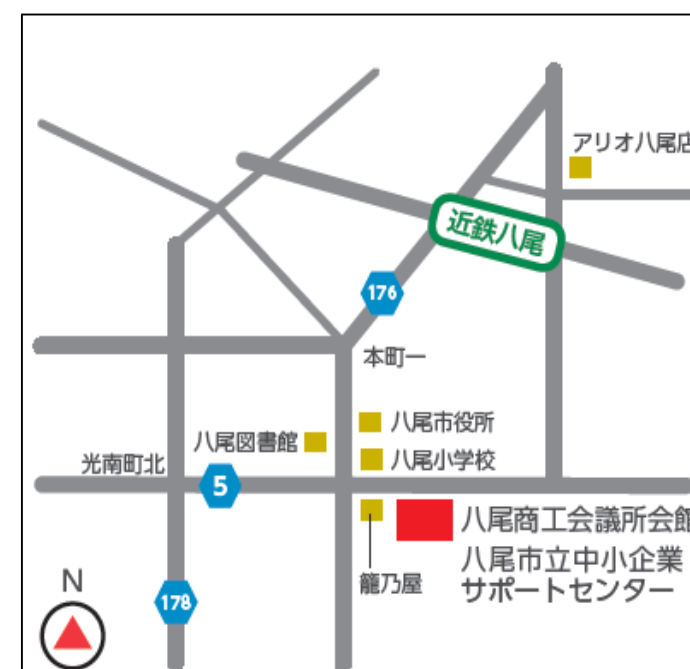 アリオ八尾店
近鉄八尾
176
本町一
八尾市役所
八尾図書館
八尾小学校
光南町北
5
八尾商工会議所会館
八尾市立中小企業
サポートセンター
籠乃屋
N
178